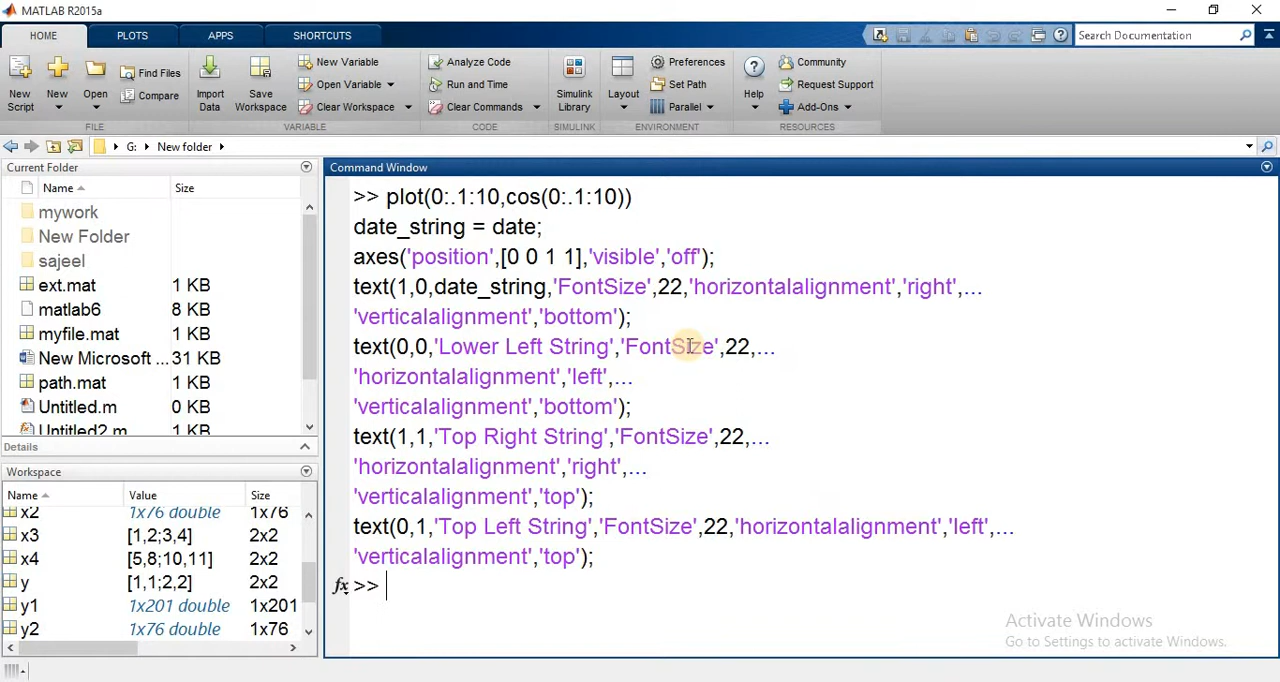 MATLAB R2015a
HOME PLOTS APPS SHORTCUTS Search Documentation
New Script New Open Find Files Compare Import Data Save Workspace New Variable Open Variable Clear Workspace Analyze Code Run and Time Clear Commands Simulink Library Layout Preferences Set Path Parallel Help Community Request Support Add-Ons
FILE VARIABLE CODE SIMULINK ENVIRONMENT RESOURCES
G: New folder
Current Folder
Name Size
mywork
New Folder
sajeel
ext.mat 1 KB
matlab6 8 KB
myfile.mat 1 KB
New Microsoft ... 31 KB
path.mat 1 KB
Untitled.m 0 KB
Untitled2.m 1 KB
Details
Workspace
Name Value Size
x2 1x76 double 1x76
x3 [1,2;3,4] 2x2
x4 [5,8;10,11] 2x2
y [1,1;2,2] 2x2
y1 1x201 double 1x201
y2 1x76 double 1x76
Command Window
>> plot(0:.1:10,cos(0:.1:10))
date_string = date;
axes('position',[0 0 1 1],'visible','off');
text(1,0,date_string,'FontSize',22,'horizontalalignment','right',...
'verticalalignment','bottom');
text(0,0,'Lower Left String','FontSize',22,...
'horizontalalignment','left',...
'verticalalignment','bottom');
text(1,1,'Top Right String','FontSize',22,...
'horizontalalignment','right',...
'verticalalignment','top');
text(0,1,'Top Left String','FontSize',22,'horizontalalignment','left',...
'verticalalignment','top');
fx >>
Activate Windows
Go to Settings to activate Windows.